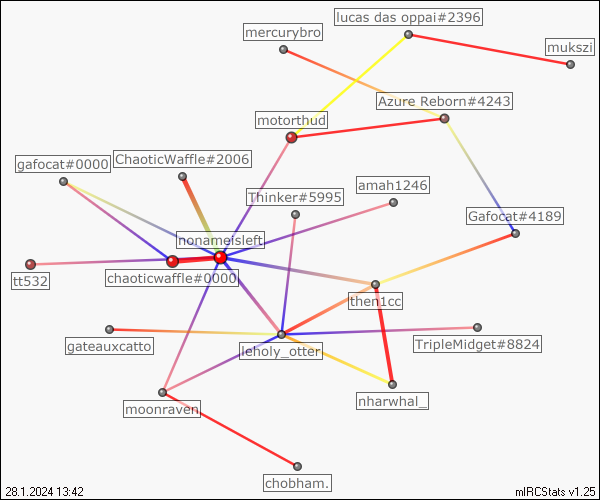 lucas das oppai#2396
mercurybro
mukszi
Azure Reborn#4243
motorthud
gafocat#0000
ChaoticWaffle#2006
amah1246
Thinker#5995
Gafocat#4189
nonameisleft
tt532
chaoticwaffle#0000
then1cc
gateauxcatto
leholy_otter
TripleMidget#8824
moonraven
nharwhal_
chobham.
28.1.2024 13:42
mIRCStats v1.25